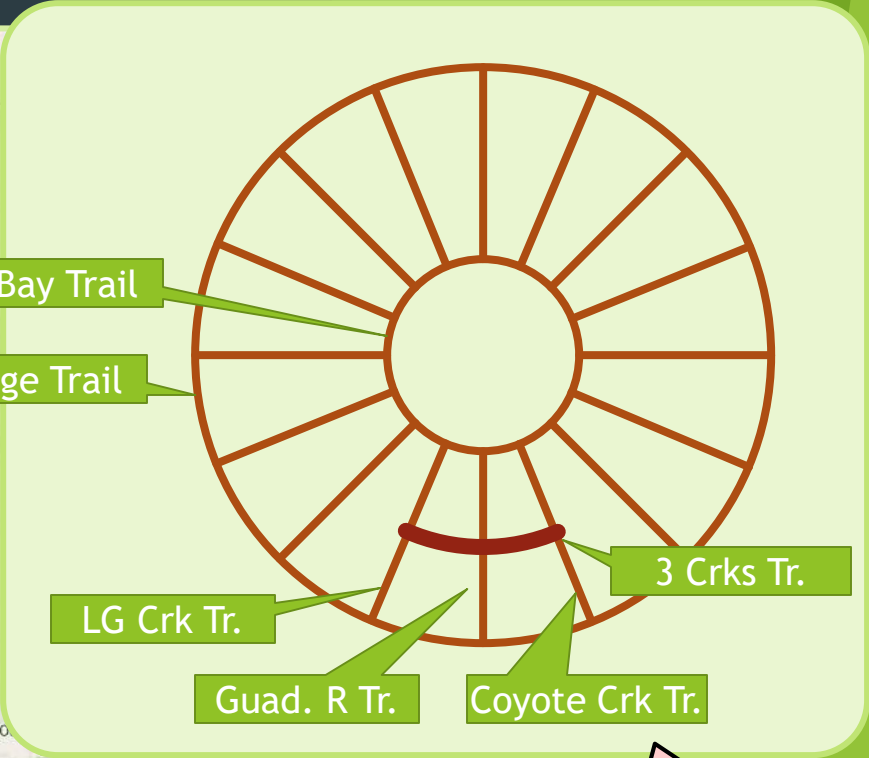 Bay Trail
ge Trail
3 Crks Tr.
LG Crk Tr.
Guad. R Tr.
Coyote Crk Tr.